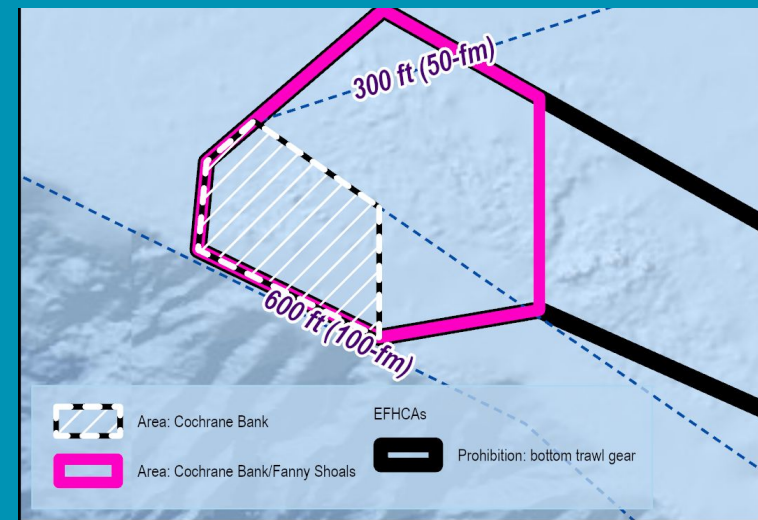 300 ft (50-fm)
600 ft (100-fm)
Area: Cochrane Bank
Area: Cochrane Bank/Fanny Shoals
EFHCAs
Prohibition: bottom trawl gear